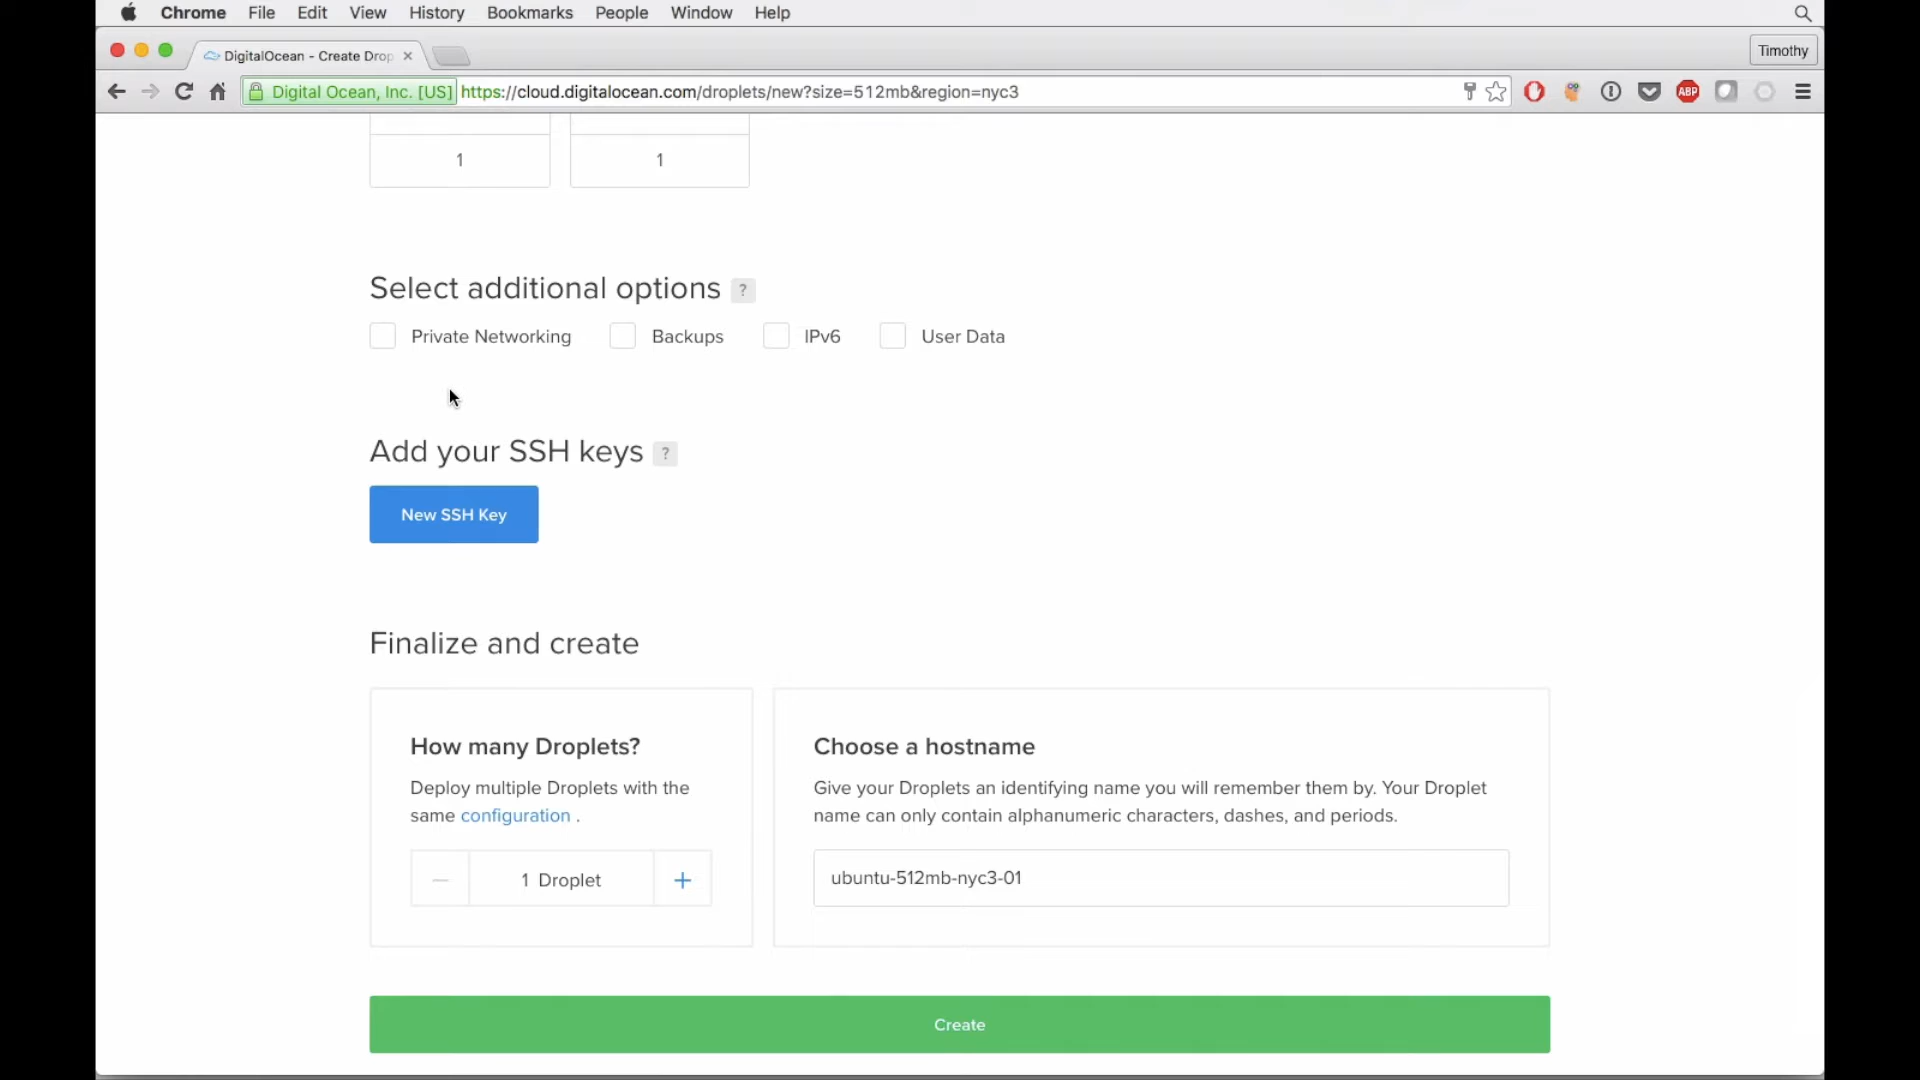 Chrome File Edit View History Bookmarks People Window Help
DigitalOcean - Create Drop
Timothy
Digital Ocean, Inc. [US] https://cloud.digitalocean.com/droplets/new?size=512mb&region=nyc3
ABP
1 1
Select additional options ?
Private Networking Backups IPv6 User Data
Add your SSH keys ?
New SSH Key
Finalize and create
How many Droplets?
Deploy multiple Droplets with the
same configuration .
1 Droplet
Choose a hostname
Give your Droplets an identifying name you will remember them by. Your Droplet
name can only contain alphanumeric characters, dashes, and periods.
ubuntu-512mb-nyc3-01
Create